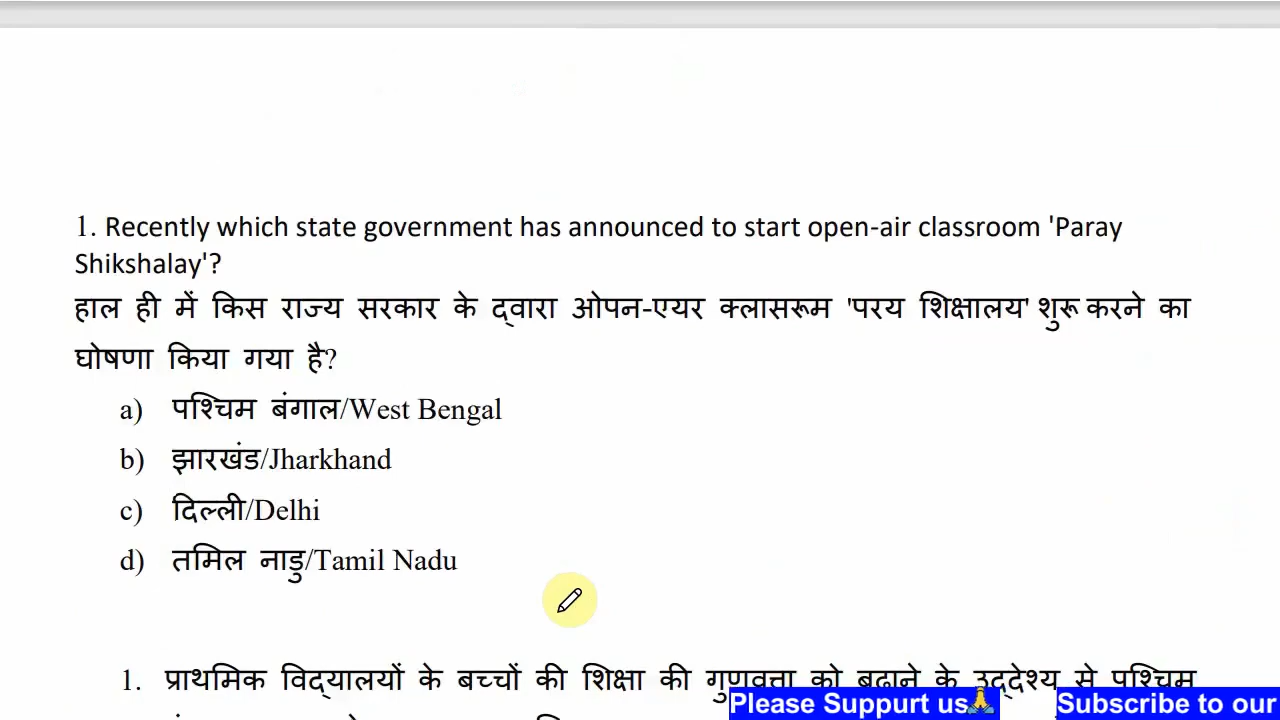 1. Recently which state government has announced to start open-air classroom 'Paray
Shikshalay'?
हाल ही में किस राज्य सरकार के द्वारा ओपन-एयर क्लासरूम 'परय शिक्षालय' शुरू करने का
घोषणा किया गया है?
a) पश्चिम बंगाल/West Bengal
b) झारखंड/Jharkhand
c) दिल्ली/Delhi
d) तमिल नाडु/Tamil Nadu
1. प्राथमिक विद्यालयों के बच्चों की शिक्षा की गुणवत्ता को बढ़ाने के उद्देश्य से पश्चिम
Please Suppurt us🙏 Subscribe to our